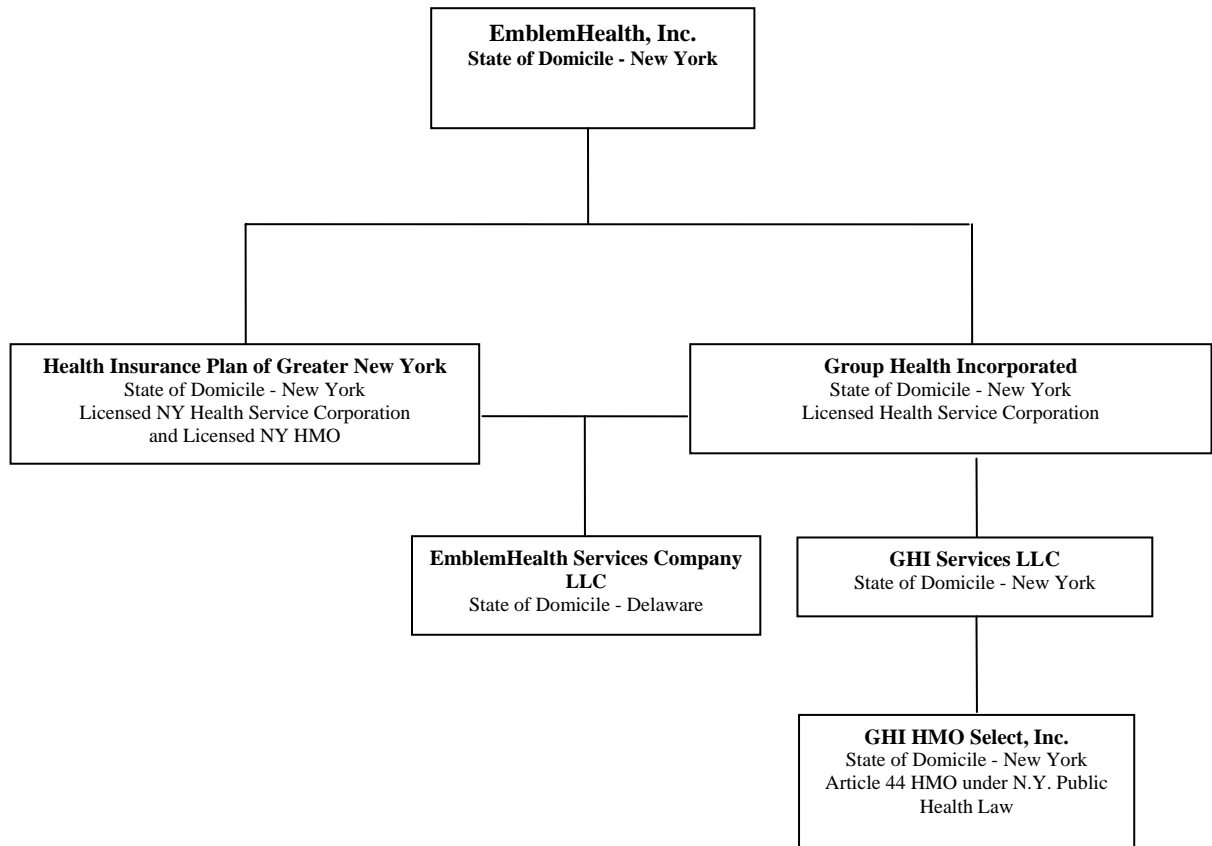 EmblemHealth, Inc.
State of Domicile - New York
Health Insurance Plan of Greater New York
State of Domicile - New York
Licensed NY Health Service Corporation
and Licensed NY HMO
Group Health Incorporated
State of Domicile - New York
Licensed Health Service Corporation
EmblemHealth Services Company
LLC
State of Domicile - Delaware
GHI Services LLC
State of Domicile - New York
GHI HMO Select, Inc.
State of Domicile - New York
Article 44 HMO under N.Y. Public
Health Law